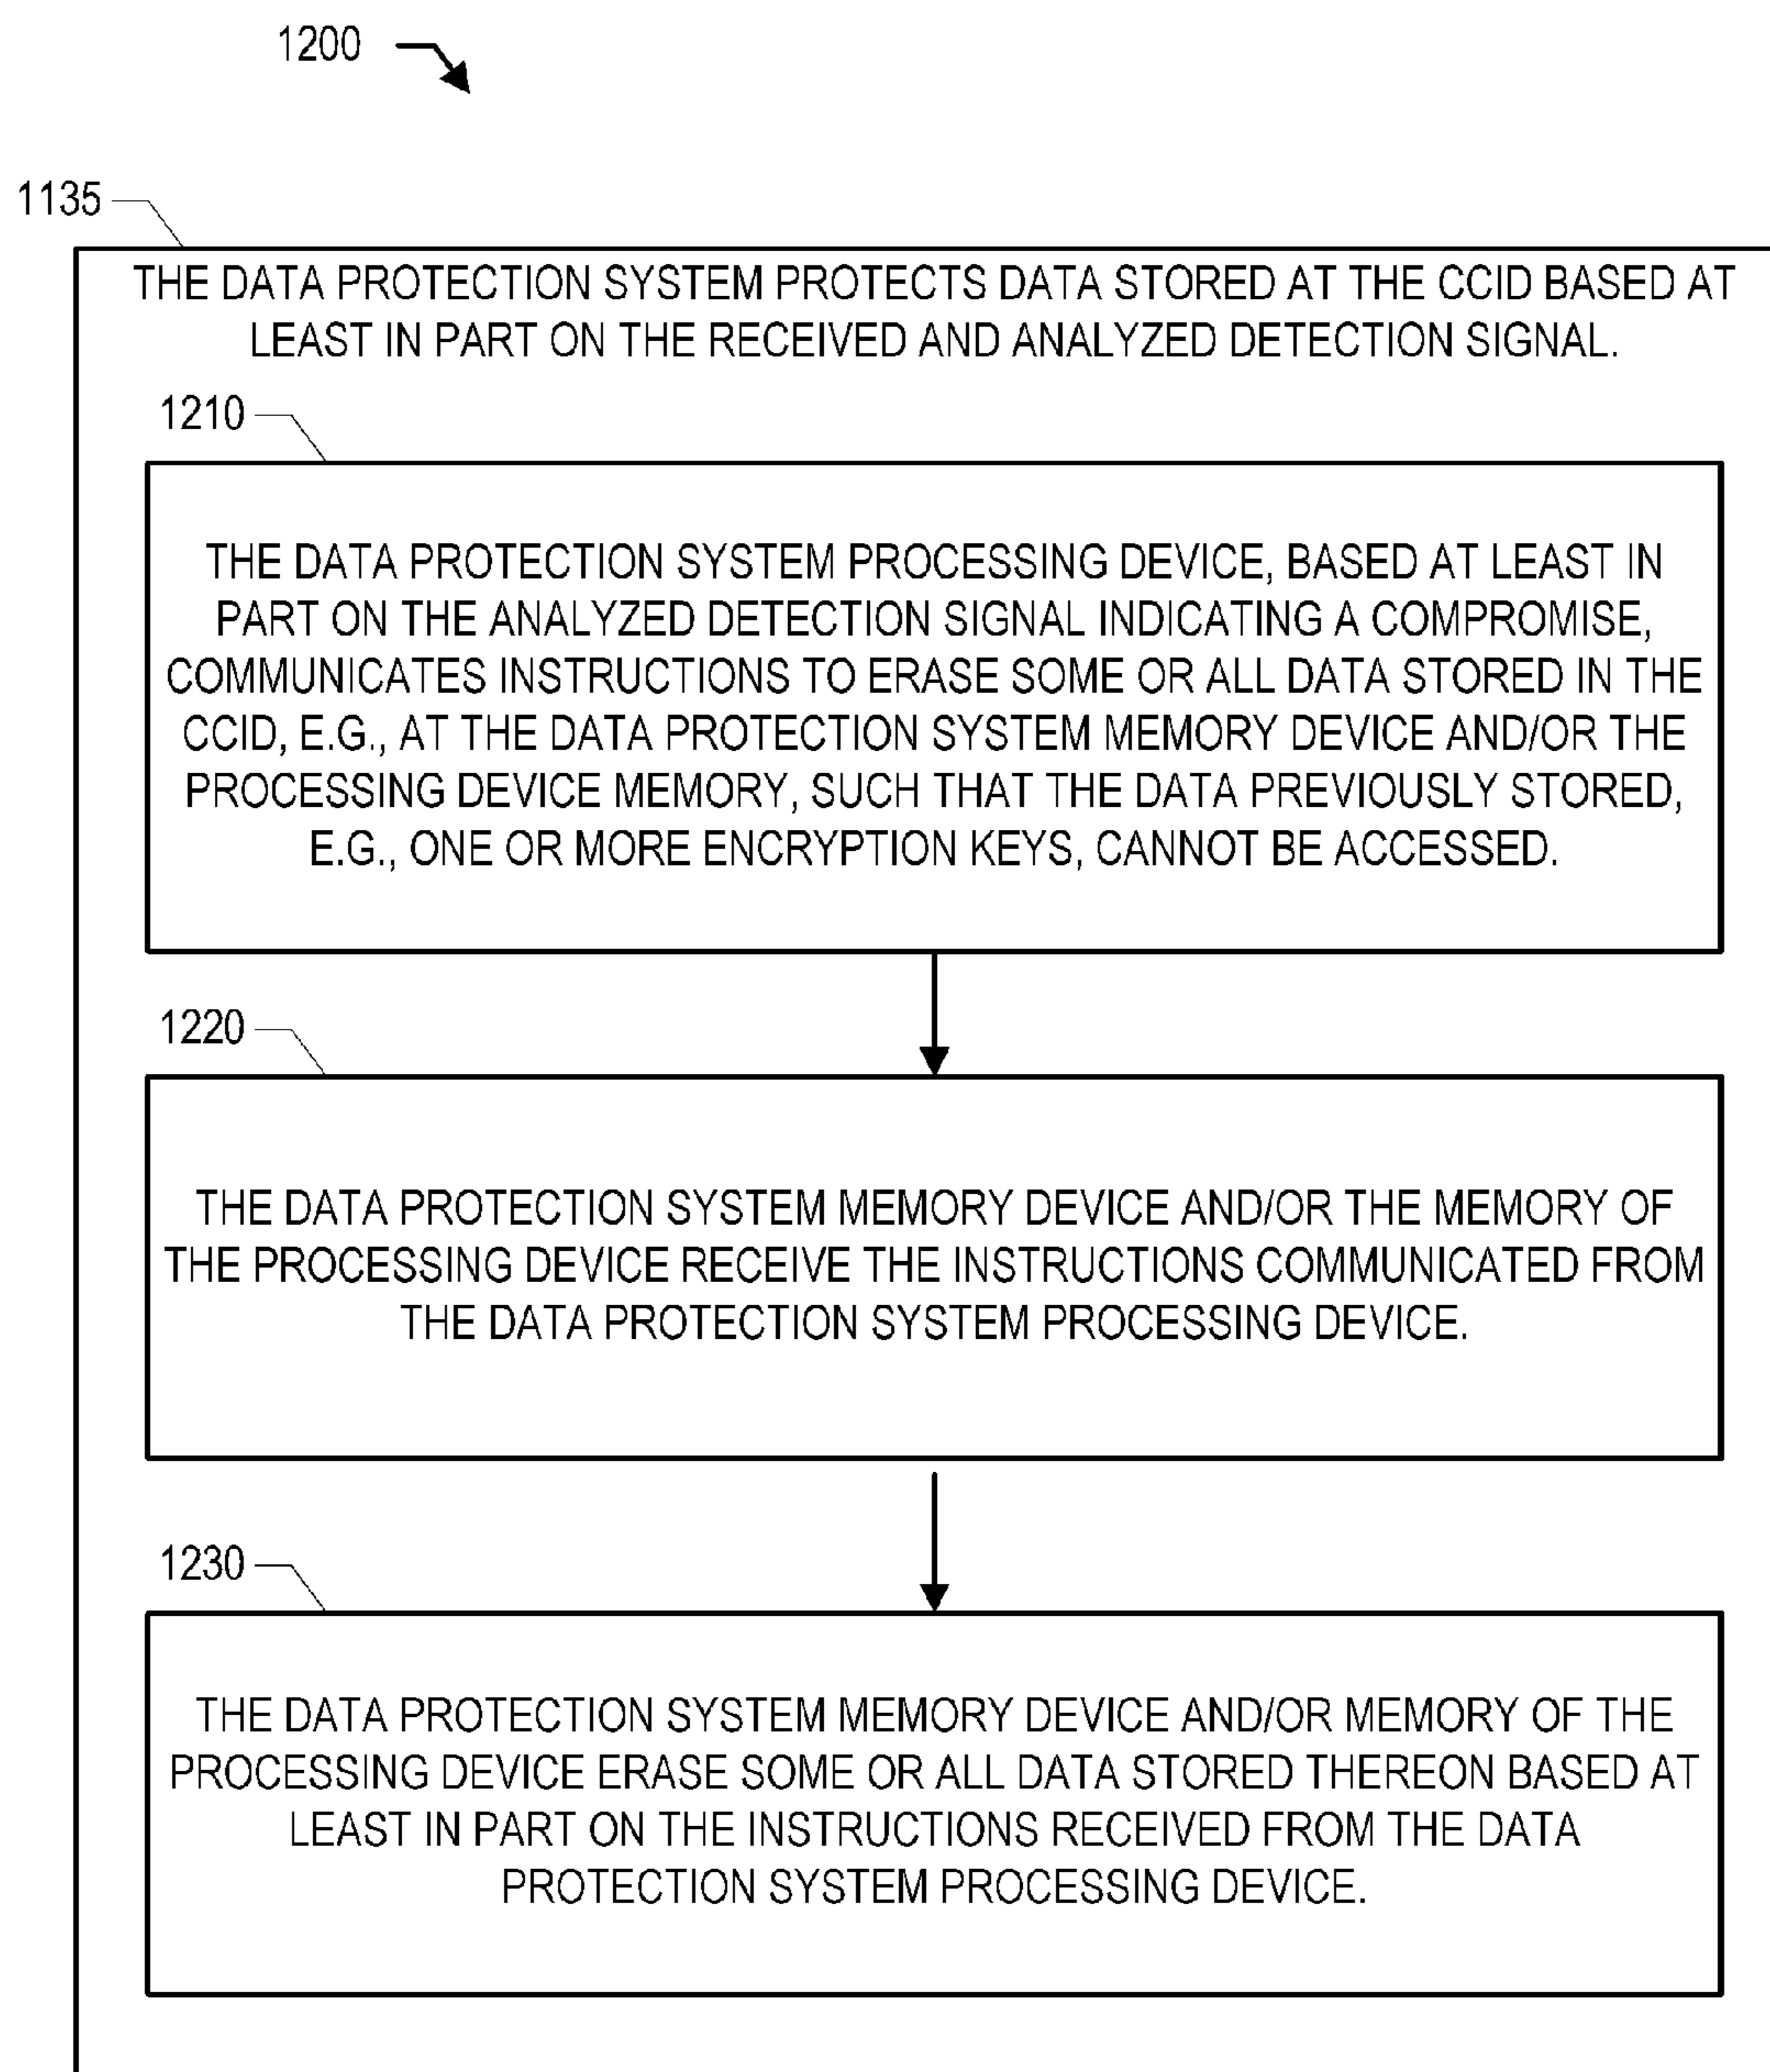 1200
1135
THE DATA PROTECTION SYSTEM PROTECTS DATA STORED AT THE CCID BASED AT
LEAST IN PART ON THE RECEIVED AND ANALYZED DETECTION SIGNAL.
1210
THE DATA PROTECTION SYSTEM PROCESSING DEVICE, BASED AT LEAST IN
PART ON THE ANALYZED DETECTION SIGNAL INDICATING A COMPROMISE,
COMMUNICATES INSTRUCTIONS TO ERASE SOME OR ALL DATA STORED IN THE
CCID, E.G., AT THE DATA PROTECTION SYSTEM MEMORY DEVICE AND/OR THE
PROCESSING DEVICE MEMORY, SUCH THAT THE DATA PREVIOUSLY STORED,
E.G., ONE OR MORE ENCRYPTION KEYS, CANNOT BE ACCESSED.
1220
THE DATA PROTECTION SYSTEM MEMORY DEVICE AND/OR THE MEMORY OF
THE PROCESSING DEVICE RECEIVE THE INSTRUCTIONS COMMUNICATED FROM
THE DATA PROTECTION SYSTEM PROCESSING DEVICE.
1230
THE DATA PROTECTION SYSTEM MEMORY DEVICE AND/OR MEMORY OF THE
PROCESSING DEVICE ERASE SOME OR ALL DATA STORED THEREON BASED AT
LEAST IN PART ON THE INSTRUCTIONS RECEIVED FROM THE DATA
PROTECTION SYSTEM PROCESSING DEVICE.